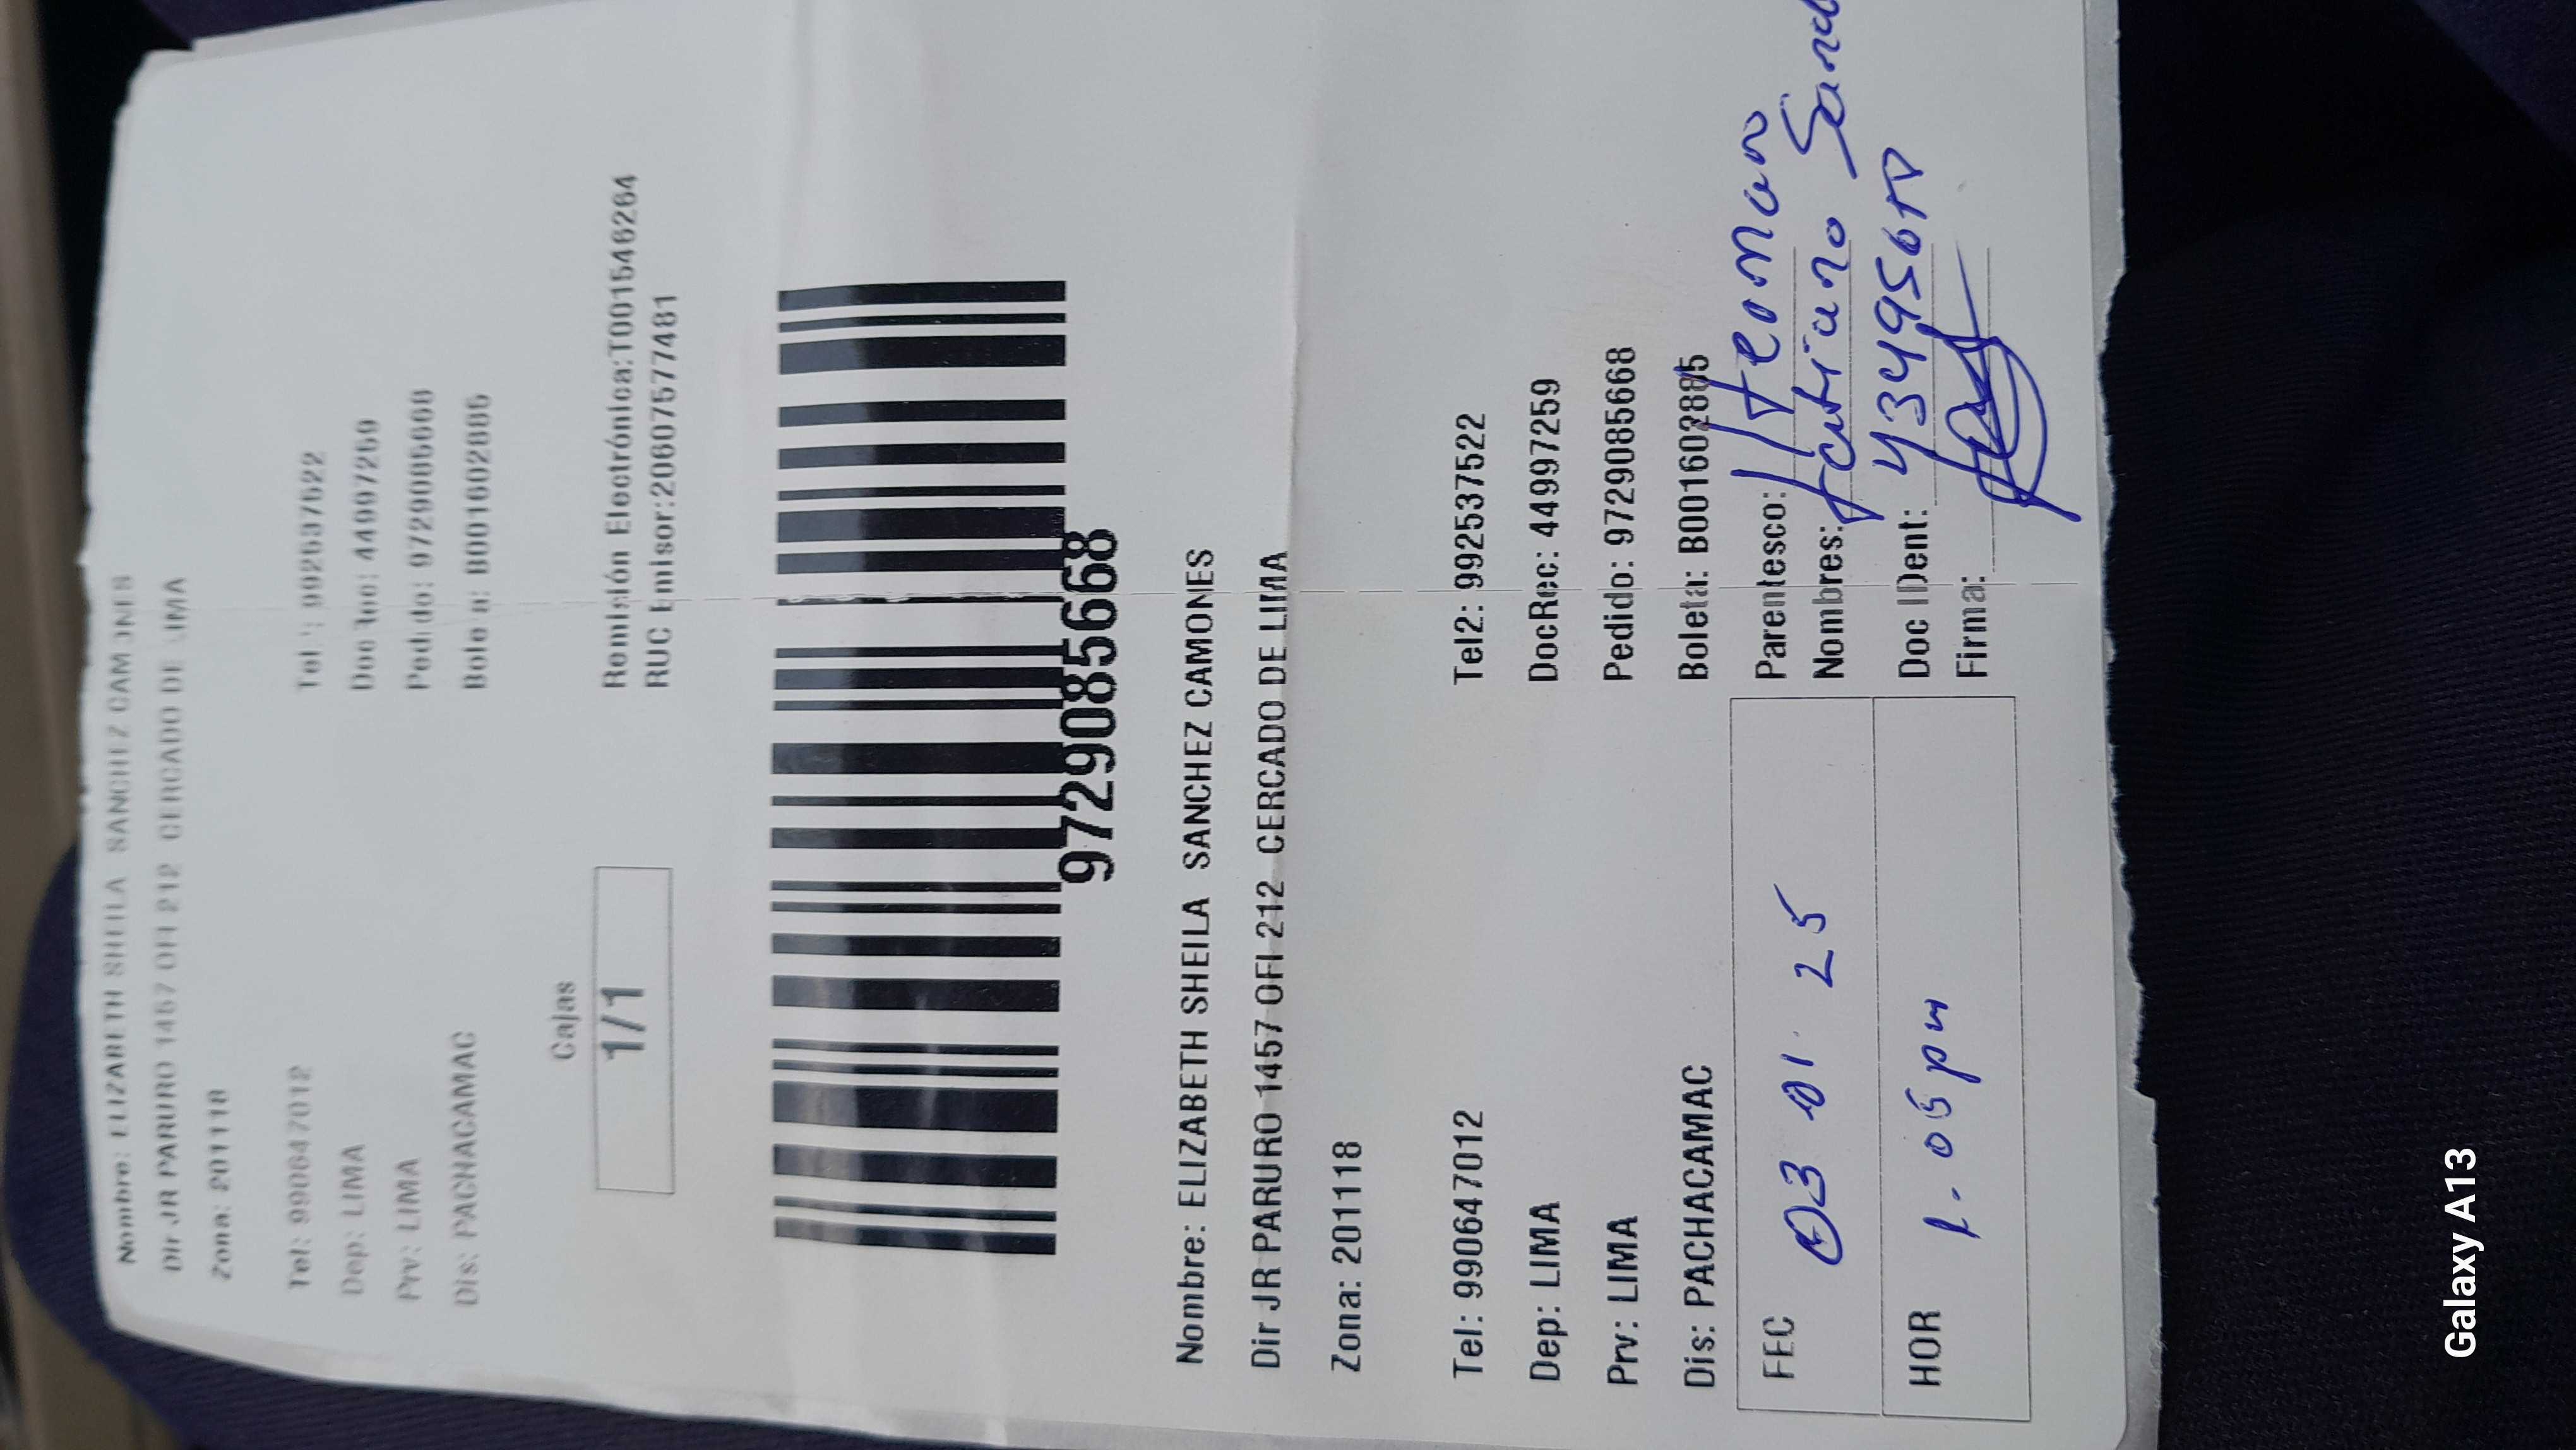 Nombre: ELIZABETH SHEILA SANCHEZ CAMONES
Dir JR PARURO 1457 OFI 212 CERCADO DE LIMA
Zona: 201118
Tel: 990647012 Tel2: 992537522
Dep: LIMA DocRec: 44997259
Prv: LIMA Pedido: 9729085668
Dis: PACHACAMAC Boleta: B001602885
Cajas
1/1
Remisión Electrónica:T001546264
RUC Emisor:20607577481
9729085668
Nombre: ELIZABETH SHEILA SANCHEZ CAMONES
Dir JR PARURO 1457 OFI 212 CERCADO DE LIMA
Zona: 201118
Tel: 990647012 Tel2: 992537522
Dep: LIMA DocRec: 44997259
Prv: LIMA Pedido: 9729085668
Dis: PACHACAMAC Boleta: B001602885
FEC 03 01 25 Parentesco: Hermano
Nombres:
HOR 1.05pm Doc IDent:
Firma:
Galaxy A13